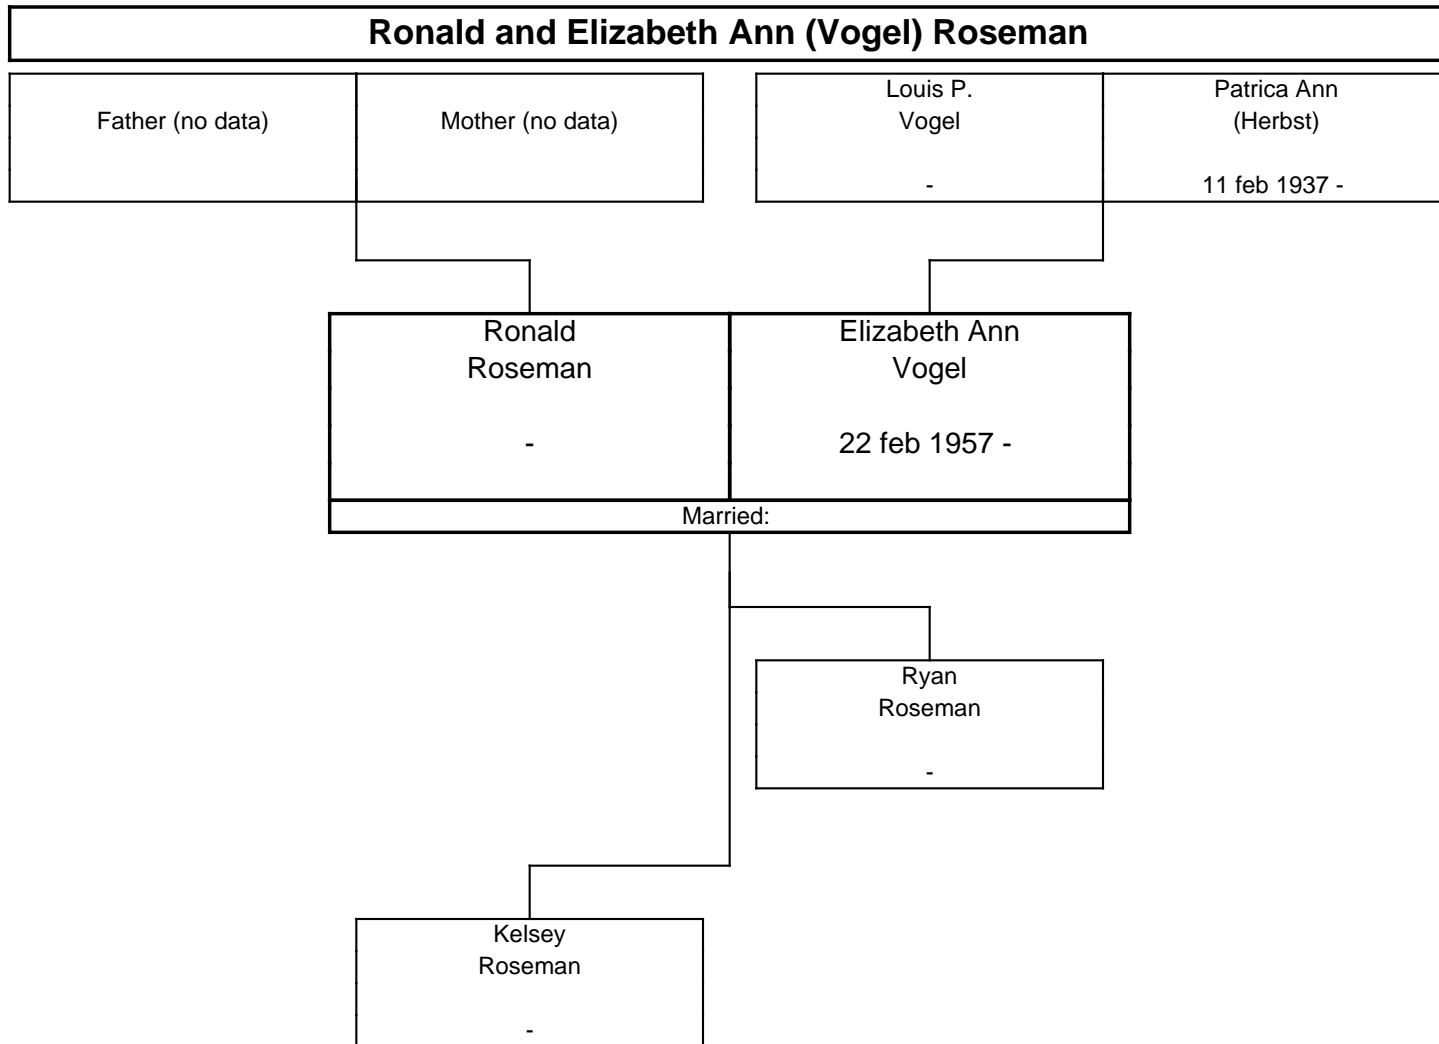 Ronald and Elizabeth Ann (Vogel) Roseman
Father (no data)
Mother (no data)
Louis P.
Vogel
-
Patrica Ann
(Herbst)
11 feb 1937 -
Ronald
Roseman
-
Elizabeth Ann
Vogel
22 feb 1957 -
Married:
Ryan
Roseman
-
Kelsey
Roseman
-